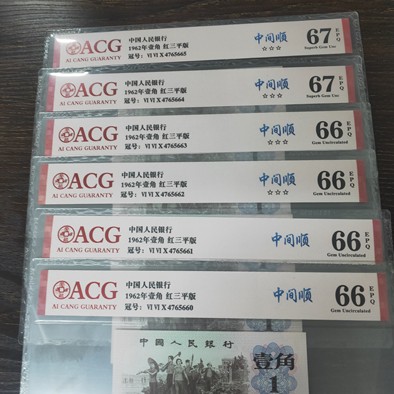 ACG
AI CANG GUARANTY
中国人民银行
1962年壹角 红三平版
冠号：VI VI X 4765665
中间顺
☆☆☆
67 EPQ
Superb Gem Unc
ACG
AI CANG GUARANTY
中国人民银行
1962年壹角 红三平版
冠号：VI VI X 4765664
中间顺
☆☆☆
67 EPQ
Superb Gem Unc
ACG
AI CANG GUARANTY
中国人民银行
1962年壹角 红三平版
冠号：VI VI X 4765663
中间顺
☆☆☆
66 EPQ
Gem Uncirculated
ACG
AI CANG GUARANTY
中国人民银行
1962年壹角 红三平版
冠号：VI VI X 4765662
中间顺
☆☆☆
66 EPQ
Gem Uncirculated
ACG
AI CANG GUARANTY
中国人民银行
1962年壹角 红三平版
冠号：VI VI X 4765661
中间顺
66 EPQ
Gem Uncirculated
ACG
AI CANG GUARANTY
中国人民银行
1962年壹角 红三平版
冠号：VI VI X 4765660
中间顺
66 EPQ
Gem Uncirculated
中國人民銀行
壹角
1